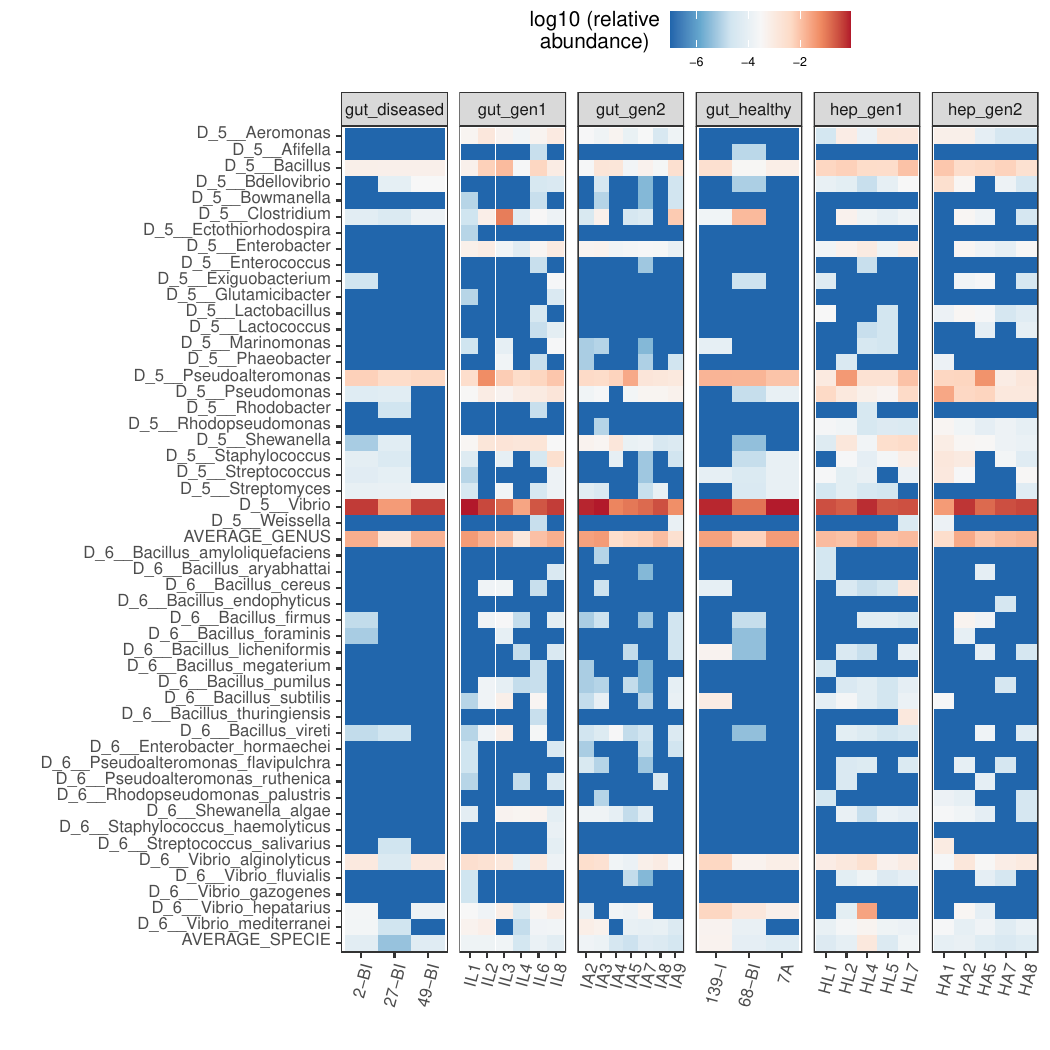 log10 (relative
abundance)
−6 −4 −2
gut_diseased gut_gen1 gut_gen2 gut_healthy hep_gen1 hep_gen2
D_5__Aeromonas
D_5__Afifella
D_5__Bacillus
D_5__Bdellovibrio
D_5__Bowmanella
D_5__Clostridium
D_5__Ectothiorhodospira
D_5__Enterobacter
D_5__Enterococcus
D_5__Exiguobacterium
D_5__Glutamicibacter
D_5__Lactobacillus
D_5__Lactococcus
D_5__Marinomonas
D_5__Phaeobacter
D_5__Pseudoalteromonas
D_5__Pseudomonas
D_5__Rhodobacter
D_5__Rhodopseudomonas
D_5__Shewanella
D_5__Staphylococcus
D_5__Streptococcus
D_5__Streptomyces
D_5__Vibrio
D_5__Weissella
AVERAGE_GENUS
D_6__Bacillus_amyloliquefaciens
D_6__Bacillus_aryabhattai
D_6__Bacillus_cereus
D_6__Bacillus_endophyticus
D_6__Bacillus_firmus
D_6__Bacillus_foraminis
D_6__Bacillus_licheniformis
D_6__Bacillus_megaterium
D_6__Bacillus_pumilus
D_6__Bacillus_subtilis
D_6__Bacillus_thuringiensis
D_6__Bacillus_vireti
D_6__Enterobacter_hormaechei
D_6__Pseudoalteromonas_flavipulchra
D_6__Pseudoalteromonas_ruthenica
D_6__Rhodopseudomonas_palustris
D_6__Shewanella_algae
D_6__Staphylococcus_haemolyticus
D_6__Streptococcus_salivarius
D_6__Vibrio_alginolyticus
D_6__Vibrio_fluvialis
D_6__Vibrio_gazogenes
D_6__Vibrio_hepatarius
D_6__Vibrio_mediterranei
AVERAGE_SPECIE
2−BI 27−BI 49−BI IL1 IL2 IL3 IL4 IL6 IL8 IA2 IA3 IA4 IA5 IA7 IA8 IA9 139−I 68−BI 7A HL1 HL2 HL4 HL5 HL7 HA1 HA2 HA5 HA7 HA8